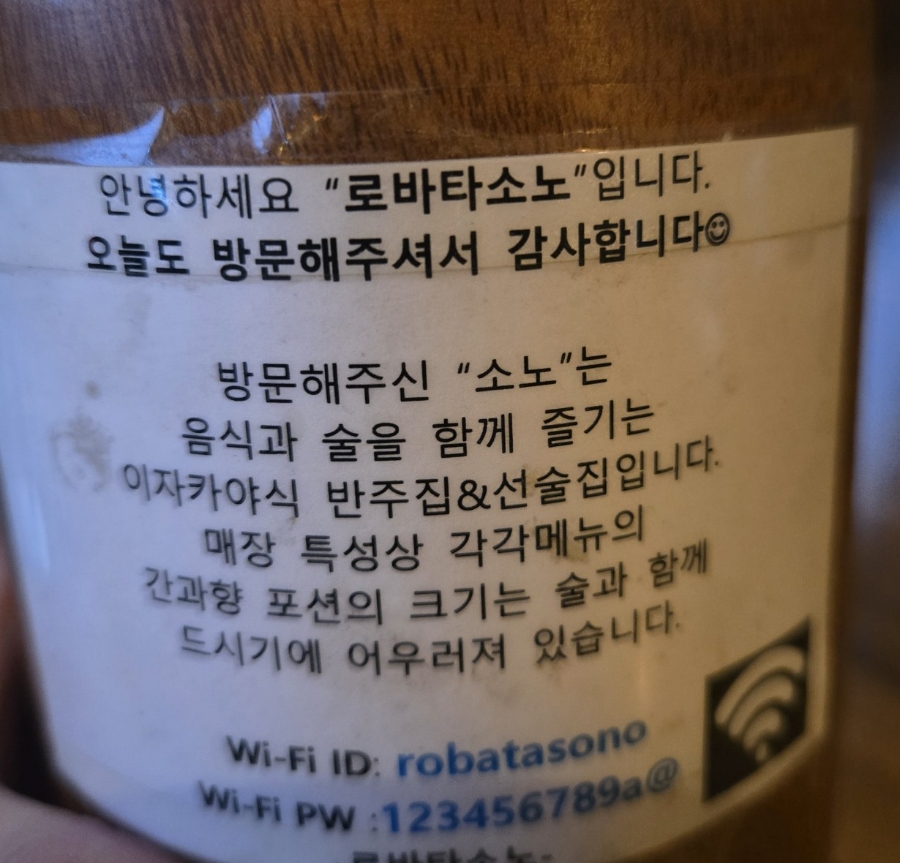 안녕하세요 “로바타소노”입니다.
오늘도 방문해주셔서 감사합니다☺
방문해주신 “소노”는
음식과 술을 함께 즐기는
이자카야식 반주집&선술집입니다.
매장 특성상 각각메뉴의
간과향 포션의 크기는 술과 함께
드시기에 어우러져 있습니다.
Wi-Fi ID: robatasono
Wi-Fi PW :123456789a@
로바타소노-